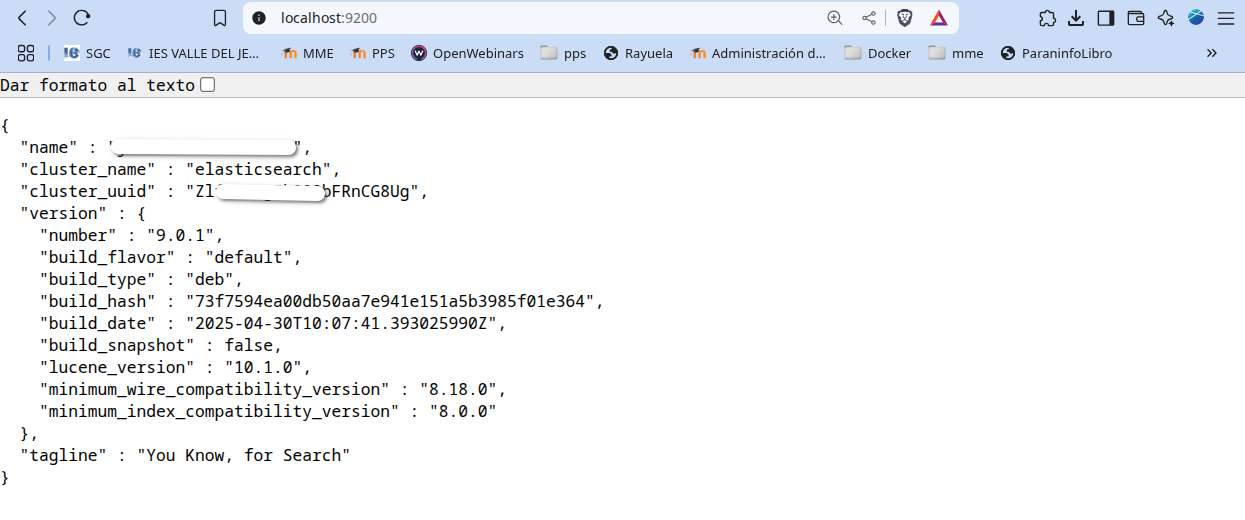 localhost:9200
SGC IES VALLE DEL JE... MME PPS OpenWebinars pps Rayuela Administración d... Docker mme ParaninfoLibro »
Dar formato al texto
{
"name" : "",
"cluster_name" : "elasticsearch",
"cluster_uuid" : "Zl bFRnCG8Ug",
"version" : {
"number" : "9.0.1",
"build_flavor" : "default",
"build_type" : "deb",
"build_hash" : "73f7594ea00db50aa7e941e151a5b3985f01e364",
"build_date" : "2025-04-30T10:07:41.393025990Z",
"build_snapshot" : false,
"lucene_version" : "10.1.0",
"minimum_wire_compatibility_version" : "8.18.0",
"minimum_index_compatibility_version" : "8.0.0"
},
"tagline" : "You Know, for Search"
}